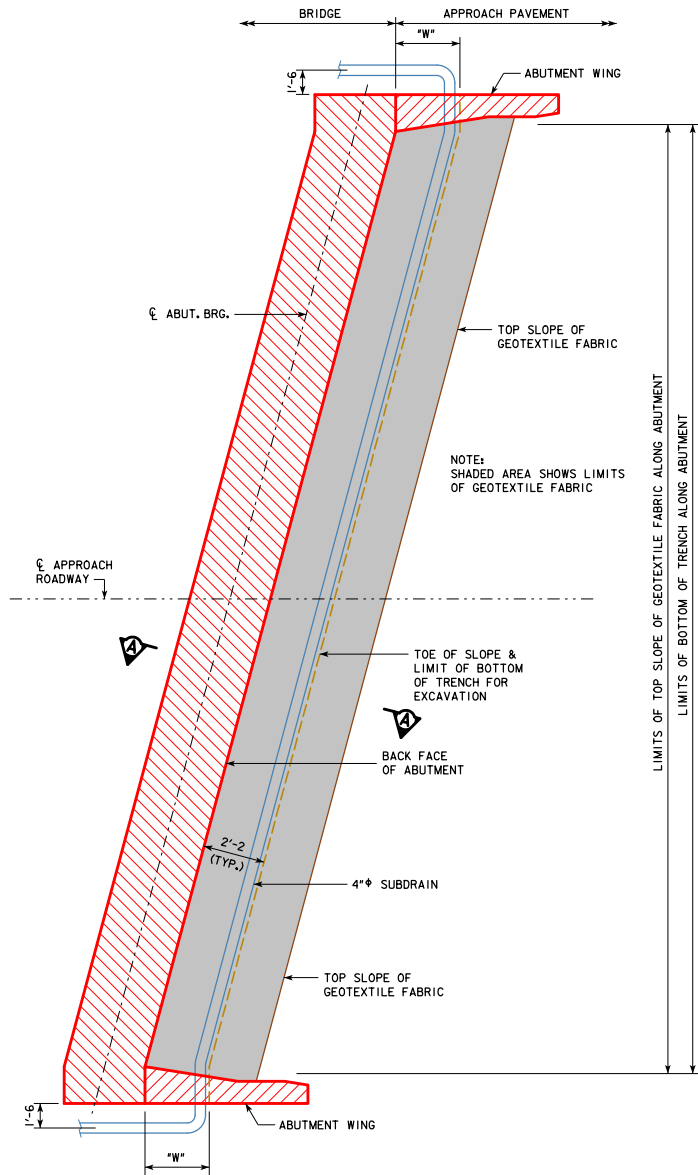 BRIDGE
APPROACH PAVEMENT
"W"
1'-6
ABUTMENT WING
℄ ABUT. BRG.
TOP SLOPE OF
GEOTEXTILE FABRIC
NOTE:
SHADED AREA SHOWS LIMITS
OF GEOTEXTILE FABRIC
LIMITS OF TOP SLOPE OF GEOTEXTILE FABRIC ALONG ABUTMENT
LIMITS OF BOTTOM OF TRENCH ALONG ABUTMENT
℄ APPROACH
ROADWAY
A
TOE OF SLOPE &
LIMIT OF BOTTOM
OF TRENCH FOR
EXCAVATION
A
BACK FACE
OF ABUTMENT
2'-2
(TYP.)
4"ϕ SUBDRAIN
TOP SLOPE OF
GEOTEXTILE FABRIC
1'-6
ABUTMENT WING
"W"